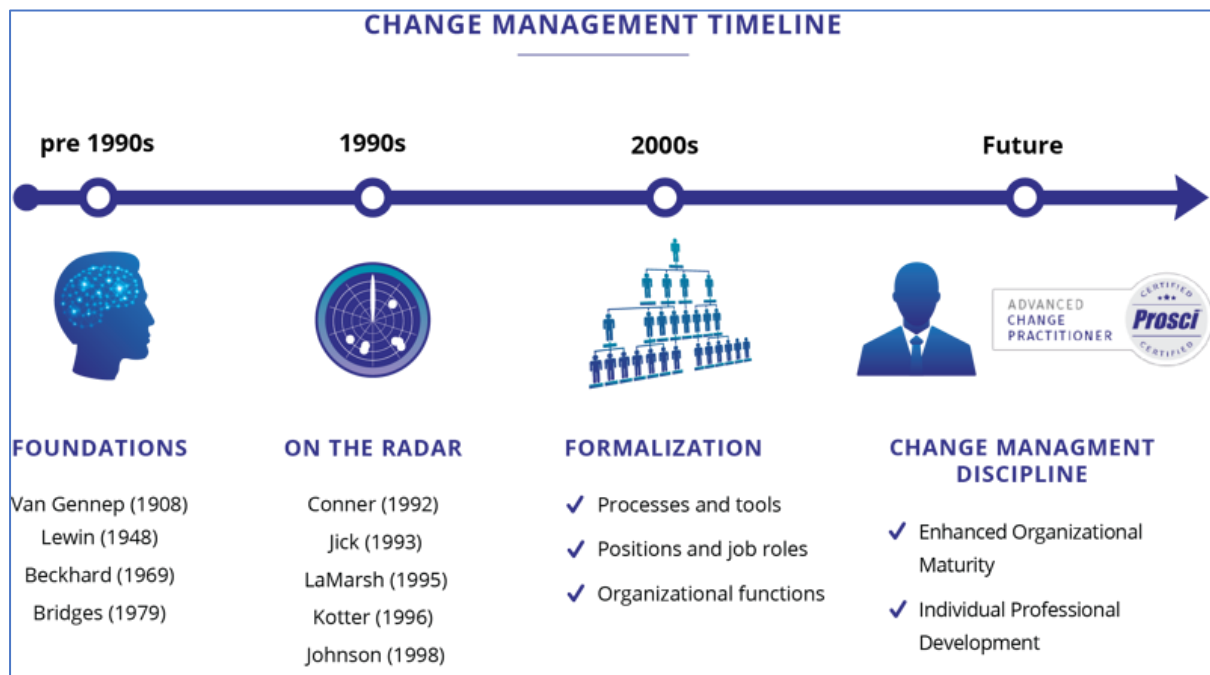 CHANGE MANAGEMENT TIMELINE
pre 1990s
1990s
2000s
Future
ADVANCED
CHANGE
PRACTITIONER
CERTIFIED
Prosci
CERTIFIED
FOUNDATIONS
Van Gennep (1908)
Lewin (1948)
Beckhard (1969)
Bridges (1979)
ON THE RADAR
Conner (1992)
Jick (1993)
LaMarsh (1995)
Kotter (1996)
Johnson (1998)
FORMALIZATION
Processes and tools
Positions and job roles
Organizational functions
CHANGE MANAGMENT
DISCIPLINE
Enhanced Organizational
Maturity
Individual Professional
Development